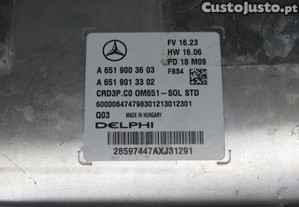 CustoJusto.pt
FV 16.23
HW 16.06
PD 18 M09
FBS4
A 651 900 36 03
A 651 901 33 02
CRD3P.C0 OM651-SOL STD
6000064747983012130123​01
Q03 MADE IN HUNGARY
DELPHI
28597447AXJ31291